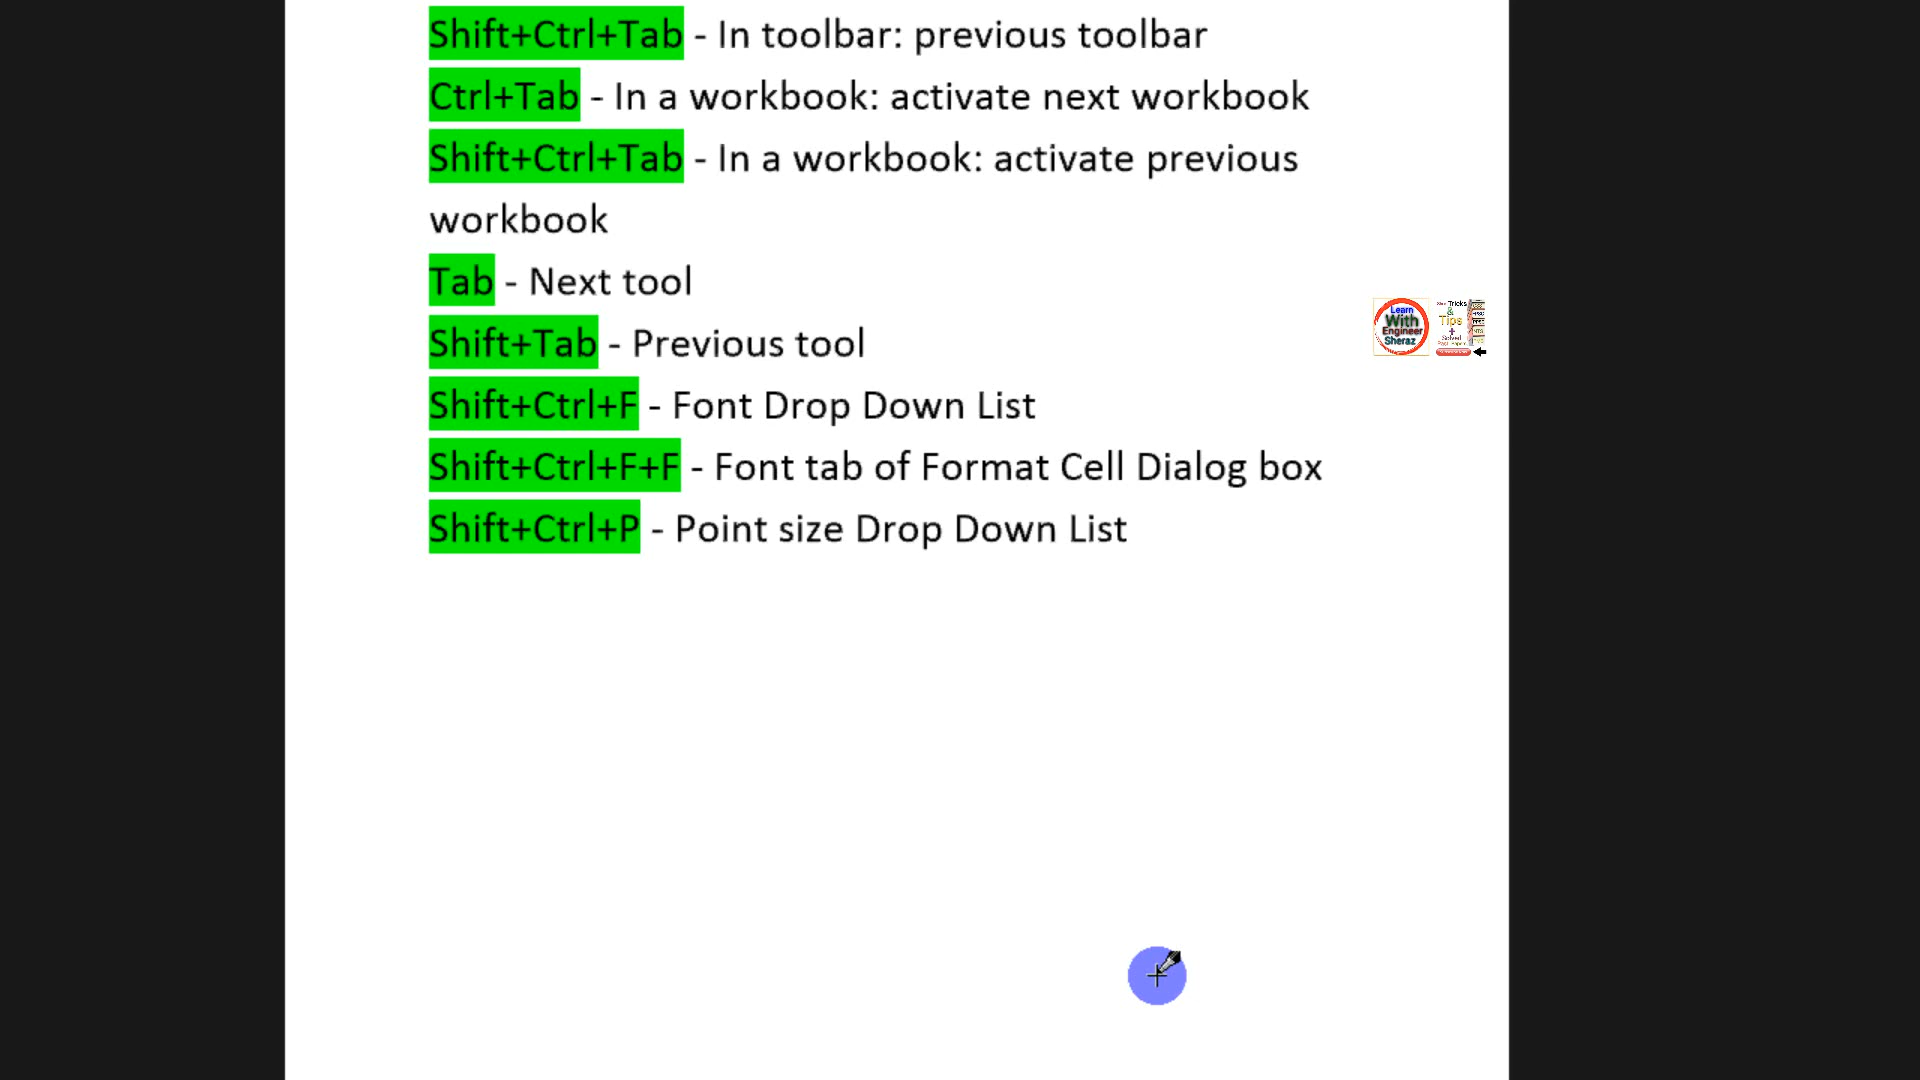 Shift+Ctrl+Tab - In toolbar: previous toolbar
Ctrl+Tab - In a workbook: activate next workbook
Shift+Ctrl+Tab - In a workbook: activate previous
workbook
Tab - Next tool
Shift+Tab - Previous tool
Shift+Ctrl+F - Font Drop Down List
Shift+Ctrl+F+F - Font tab of Format Cell Dialog box
Shift+Ctrl+P - Point size Drop Down List
Learn
With
Engineer
Sheraz
Tricks
&
Tips
+
Solved